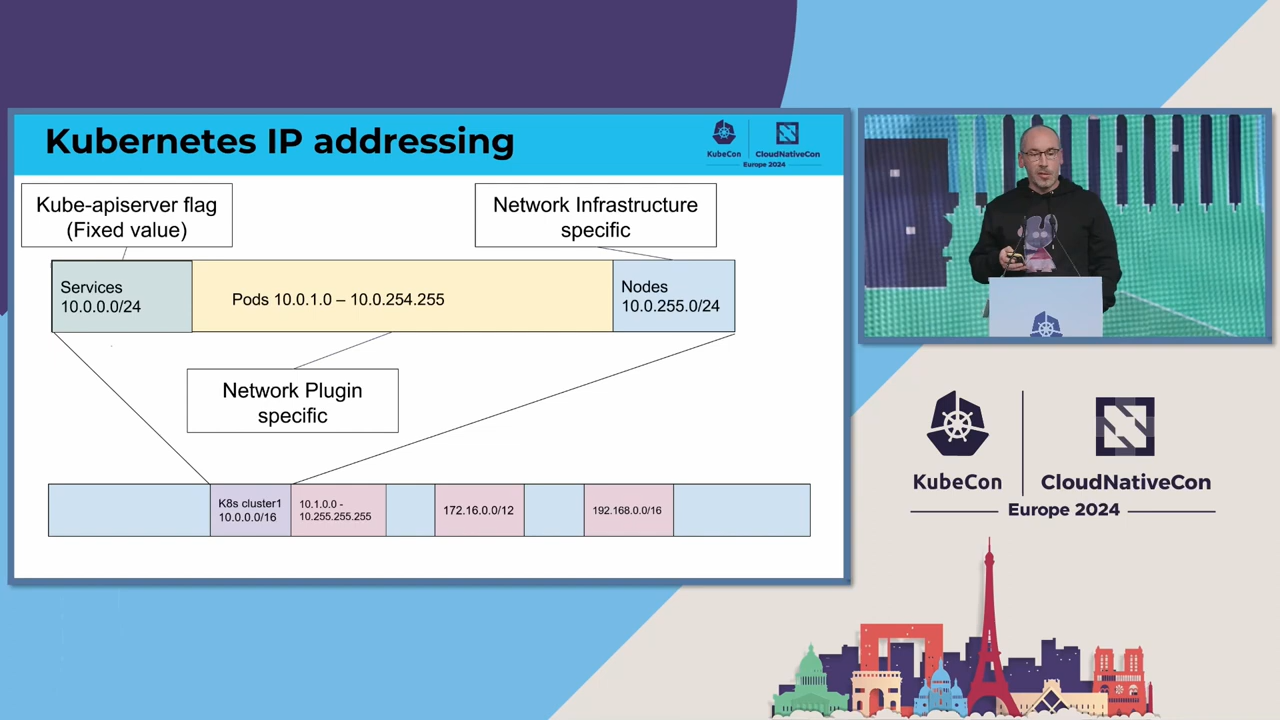 Kubernetes IP addressing
KubeCon
CloudNativeCon
Europe 2024
Kube-apiserver flag
(Fixed value)
Network Infrastructure
specific
Services
10.0.0.0/24
Pods 10.0.1.0 – 10.0.254.255
Nodes
10.0.255.0/24
Network Plugin
specific
K8s cluster1
10.0.0.0/16
10.1.0.0 -
10.255.255.255
172.16.0.0/12
192.168.0.0/16
KubeCon
CloudNativeCon
Europe 2024